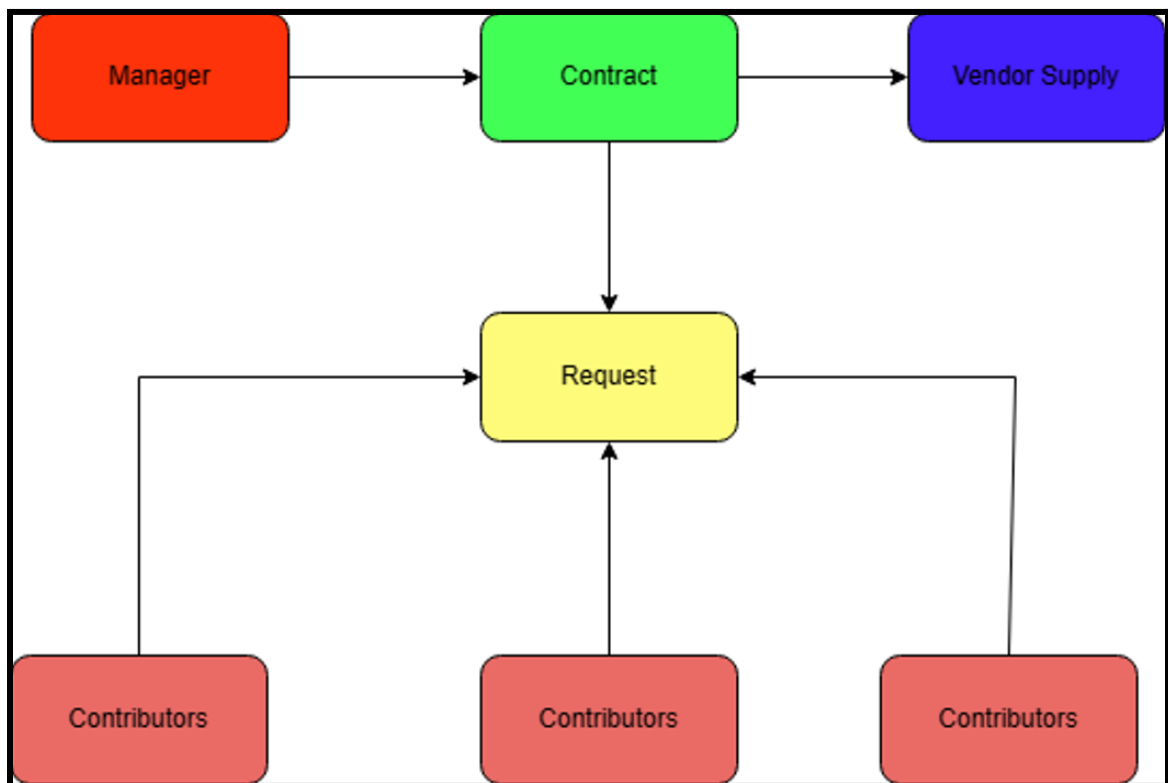 Manager
Contract
Vendor Supply
Request
Contributors
Contributors
Contributors